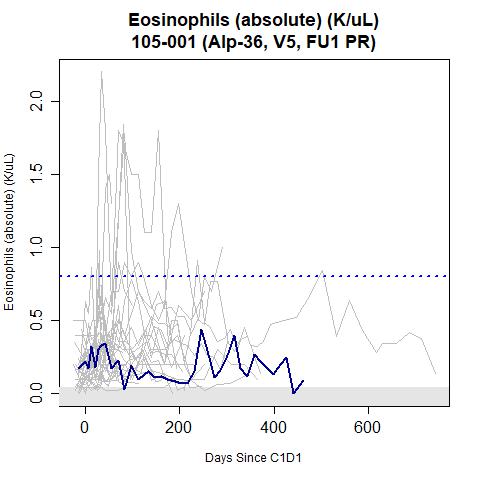 Eosinophils (absolute) (K/uL)
105-001 (Alp-36, V5, FU1 PR)
Eosinophils (absolute) (K/uL)
2.0
1.5
1.0
0.5
0.0
0 200 400 600
Days Since C1D1